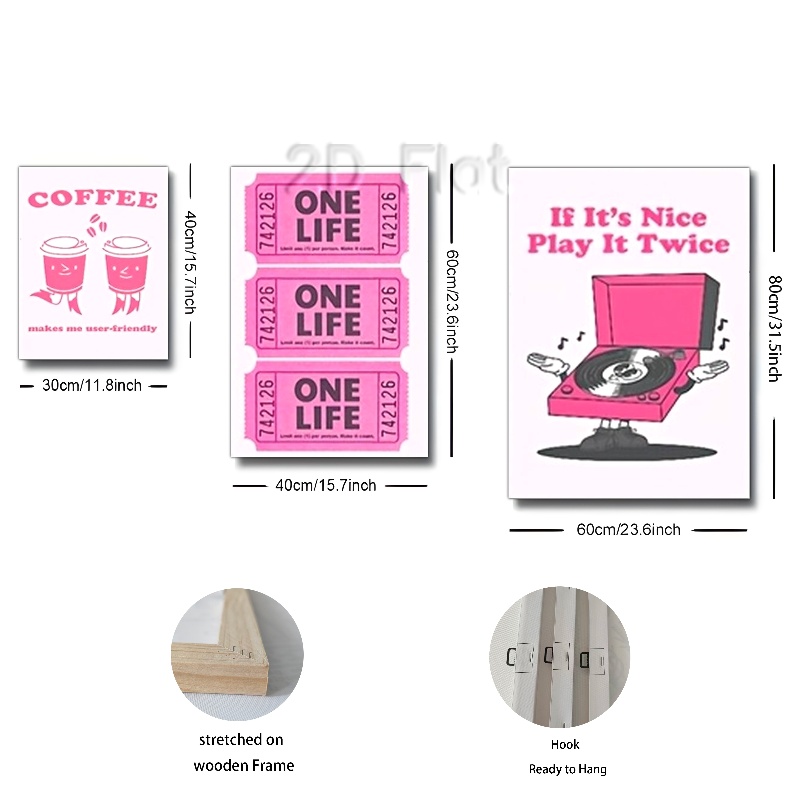 2D Flat
COFFEE
makes me user-friendly
40cm/15.7inch
30cm/11.8inch
742126
ONE
LIFE
742126
Limit one (1) per person. Make it count.
742126
ONE
LIFE
742126
Limit one (1) per person. Make it count.
742126
ONE
LIFE
742126
Limit one (1) per person. Make it count.
60cm/23.6inch
40cm/15.7inch
If It's Nice
Play It Twice
80cm/31.5inch
60cm/23.6inch
stretched on
wooden Frame
Hook
Ready to Hang